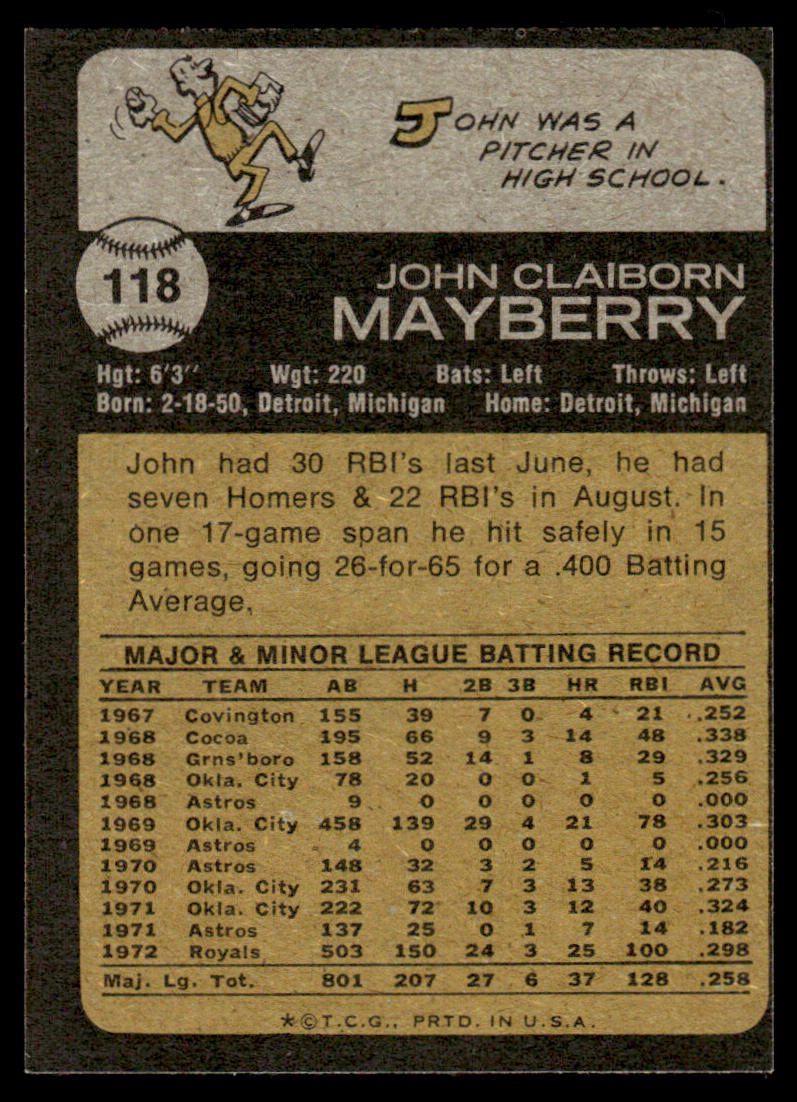 JOHN WAS A
PITCHER IN
HIGH SCHOOL.
118
JOHN CLAIBORN
MAYBERRY
Hgt: 6'3" Wgt: 220 Bats: Left Throws: Left
Born: 2-18-50, Detroit, Michigan Home: Detroit, Michigan
John had 30 RBI's last June, he had
seven Homers & 22 RBI's in August. In
one 17-game span he hit safely in 15
games, going 26-for-65 for a .400 Batting
Average,
MAJOR & MINOR LEAGUE BATTING RECORD
YEAR TEAM AB H 2B 3B HR RBI AVG
1967 Covington 155 39 7 0 4 21 .252
1968 Cocoa 195 66 9 3 14 48 .338
1968 Grns'boro 158 52 14 1 8 29 .329
1968 Okla. City 78 20 0 0 1 5 .256
1968 Astros 9 0 0 0 0 0 .000
1969 Okla. City 458 139 29 4 21 78 .303
1969 Astros 4 0 0 0 0 0 .000
1970 Astros 148 32 3 2 5 14 .216
1970 Okla. City 231 63 7 3 13 38 .273
1971 Okla. City 222 72 10 3 12 40 .324
1971 Astros 137 25 0 1 7 14 .182
1972 Royals 503 150 24 3 25 100 .298
Maj. Lg. Tot. 801 207 27 6 37 128 .258
*©T.C.G., PRTD. IN U.S.A.